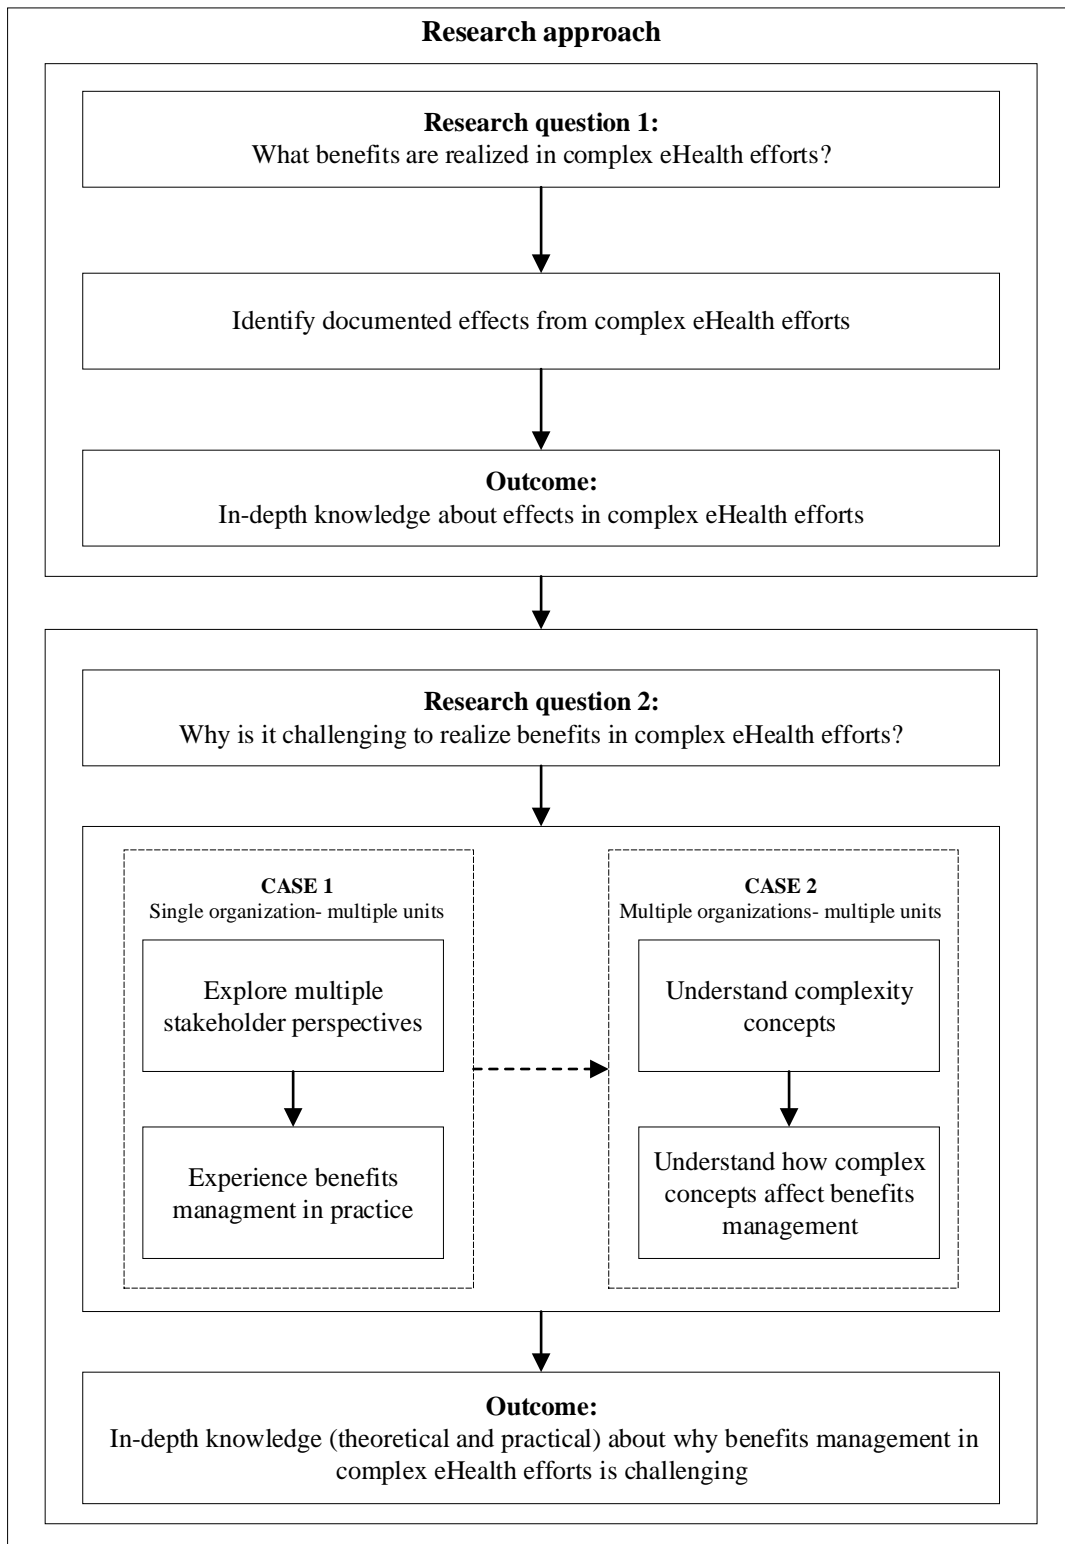 Research approach
Research question 1:
What benefits are realized in complex eHealth efforts?
Identify documented effects from complex eHealth efforts
Outcome:
In-depth knowledge about effects in complex eHealth efforts
Research question 2:
Why is it challenging to realize benefits in complex eHealth efforts?
CASE 1
Single organization- multiple units
Explore multiple
stakeholder perspectives
Experience benefits
managment in practice
CASE 2
Multiple organizations- multiple units
Understand complexity
concepts
Understand how complex
concepts affect benefits
management
Outcome:
In-depth knowledge (theoretical and practical) about why benefits management in
complex eHealth efforts is challenging